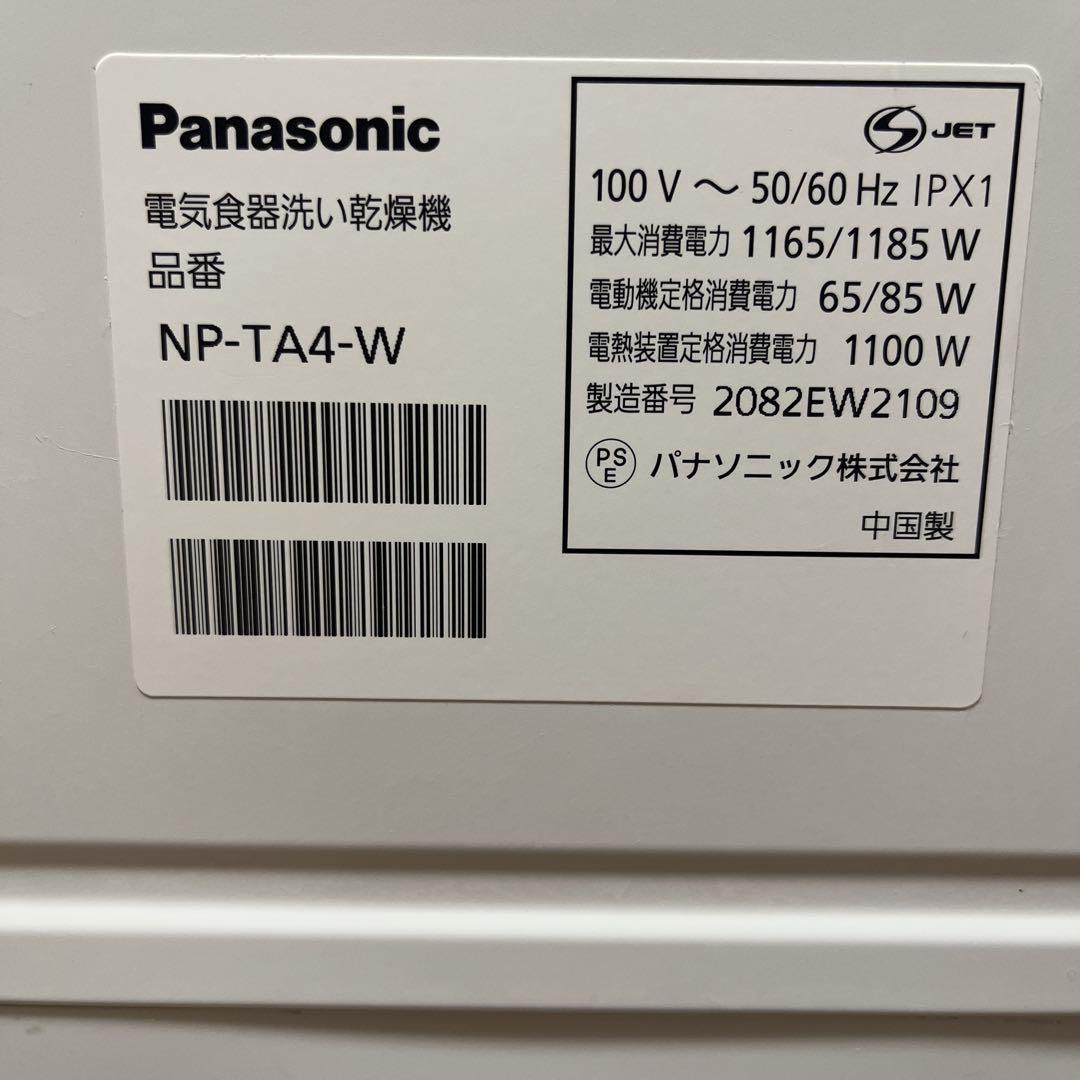 Panasonic
電気食器洗い乾燥機
品番
NP-TA4-W
S JET
100 V ～ 50/60 Hz IPX1
最大消費電力 1165/1185 W
電動機定格消費電力 65/85 W
電熱装置定格消費電力 1100 W
製造番号 2082EW2109
PS
E パナソニック株式会社
中国製